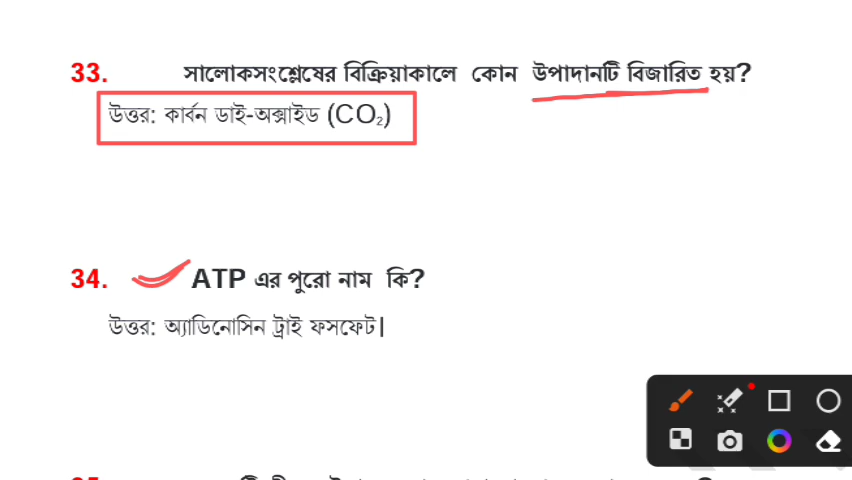 33. সালোকসংশ্লেষের বিক্রিয়াকালে কোন উপাদানটি বিজারিত হয়?
উত্তর: কার্বন ডাই-অক্সাইড (CO₂)
34. ATP এর পুরো নাম কি?
উত্তর: অ্যাডিনোসিন ট্রাই ফসফেট।